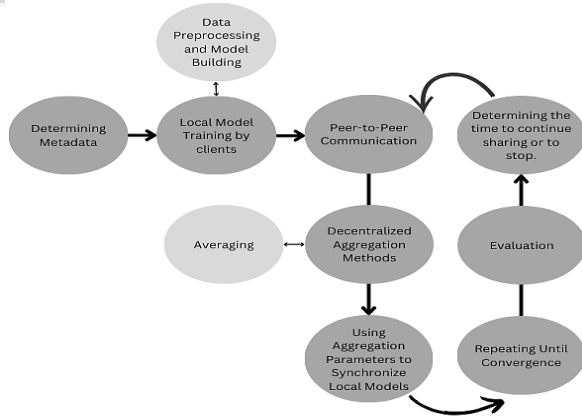 Data
Preprocessing
and Model
Building
Determining
Metadata
Local Model
Training by
clients
Peer-to-Peer
Communication
Determining the
time to continue
sharing or to
stop.
Averaging
Decentralized
Aggregation
Methods
Evaluation
Using
Aggregation
Parameters to
Synchronize
Local Models
Repeating Until
Convergence